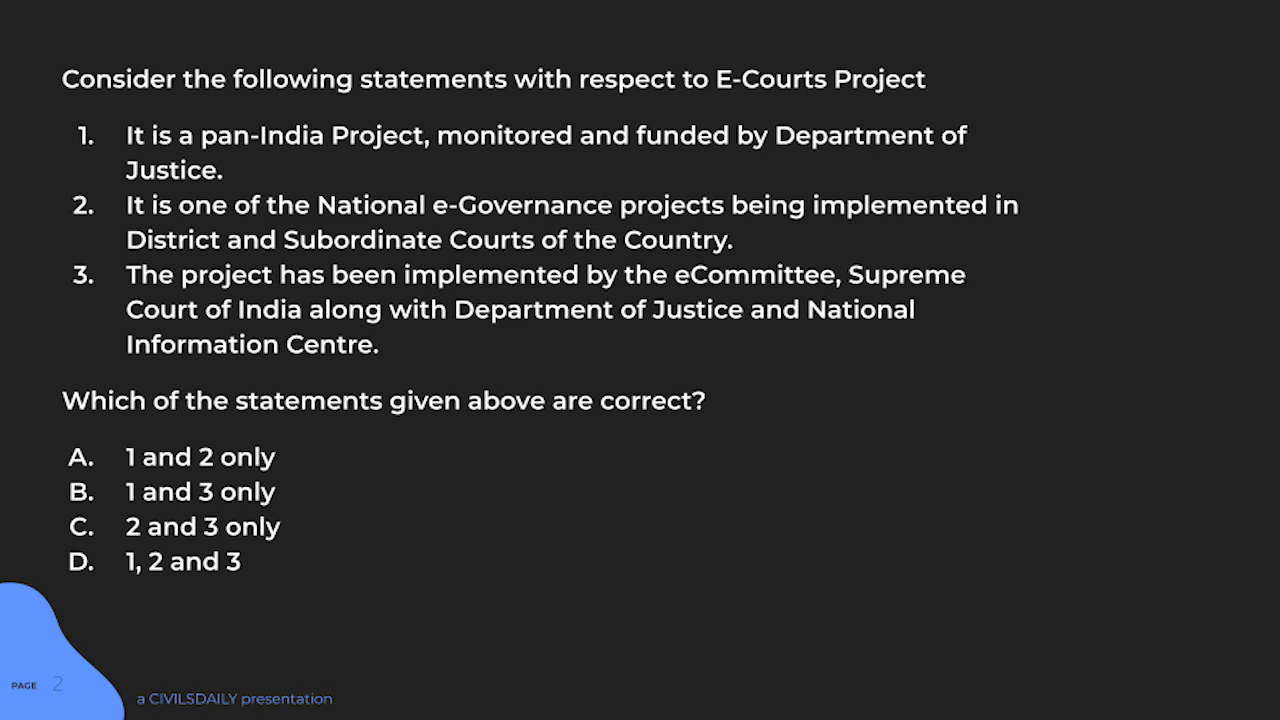 Consider the following statements with respect to E-Courts Project
1. It is a pan-India Project, monitored and funded by Department of
Justice.
2. It is one of the National e-Governance projects being implemented in
District and Subordinate Courts of the Country.
3. The project has been implemented by the eCommittee, Supreme
Court of India along with Department of Justice and National
Information Centre.
Which of the statements given above are correct?
A. 1 and 2 only
B. 1 and 3 only
C. 2 and 3 only
D. 1, 2 and 3
PAGE 2
a CIVILSDAILY presentation